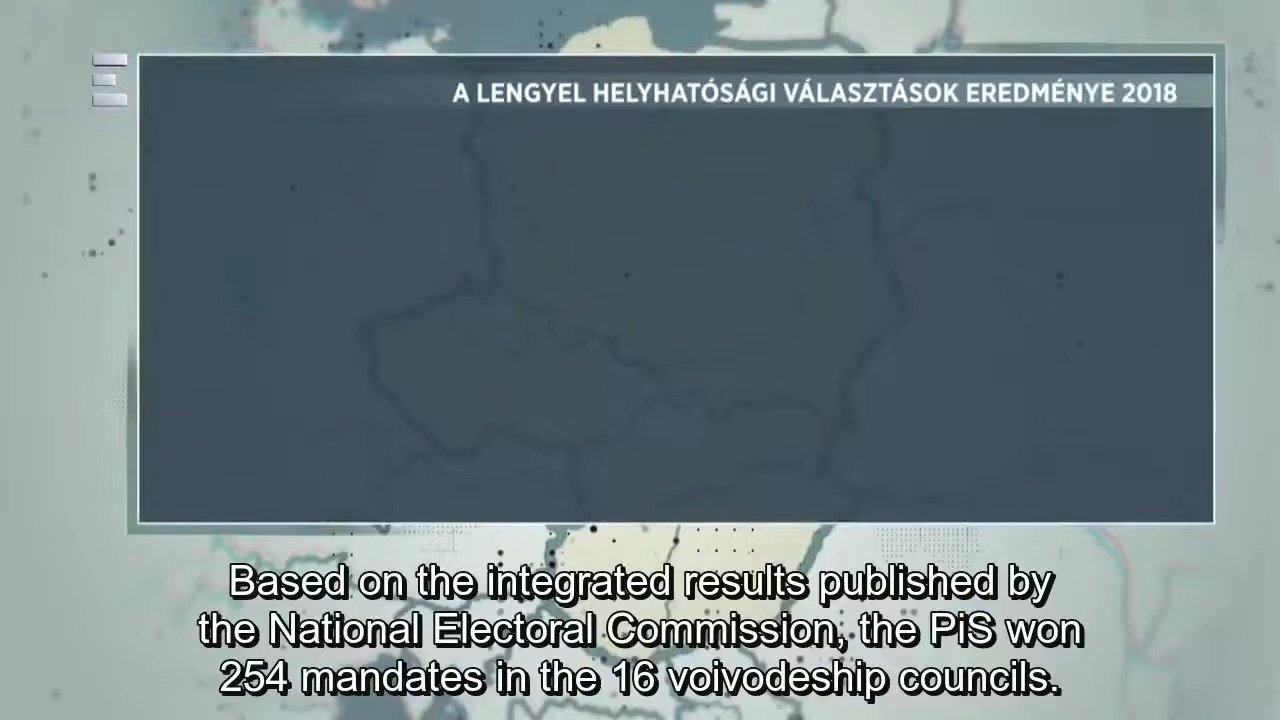 A LENGYEL HELYHATÓSÁGI VÁLASZTÁSOK EREDMÉNYE 2018
Based on the integrated results published by
the National Electoral Commission, the PiS won
254 mandates in the 16 voivodeship councils.